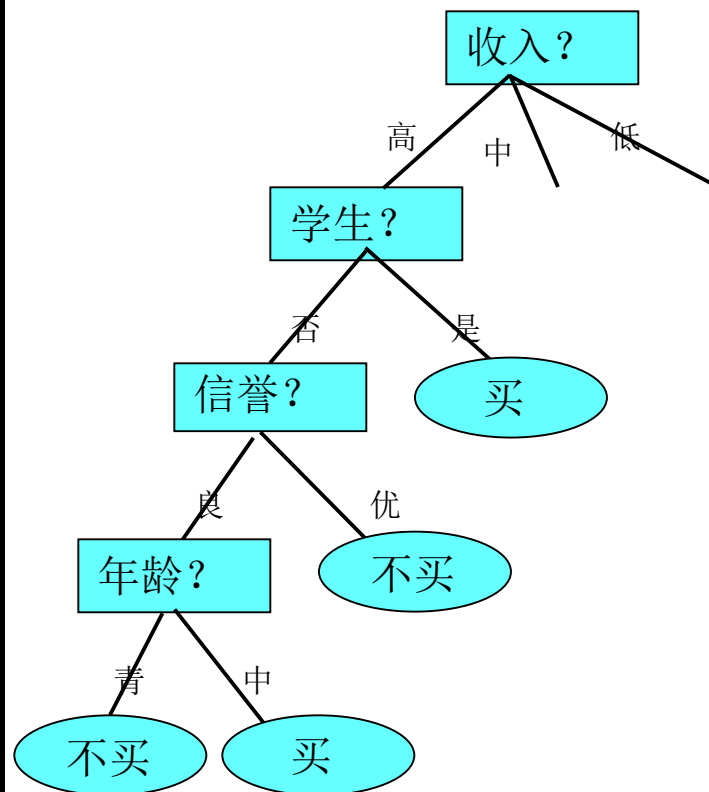 收入？
高
中
低
学生？
否
是
信誉？
买
良
优
年龄？
不买
青
中
不买
买